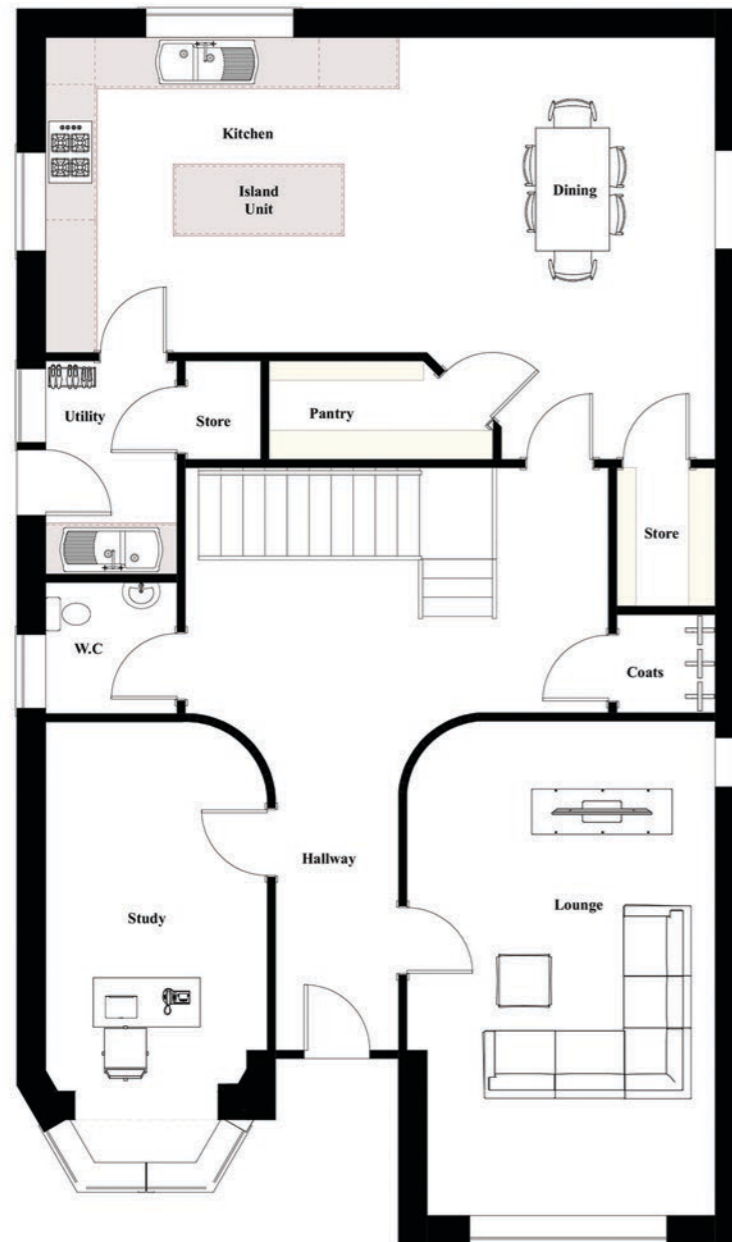 Kitchen
Island
Unit
Dining
Utility
Store
Pantry
Store
W.C
Coats
Hallway
Study
Lounge